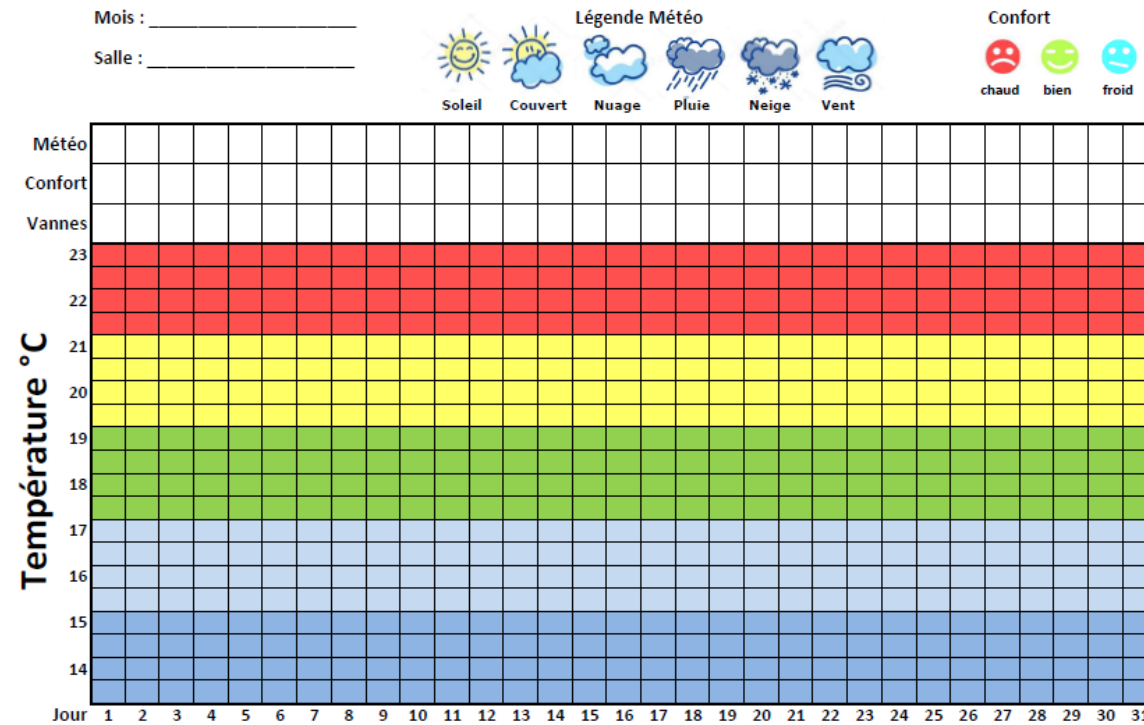 Mois : ____________________
Légende Météo
Confort
Salle : ____________________
Soleil Couvert Nuage Pluie Neige Vent
chaud bien froid
Météo
Confort
Vannes
23
22
21
20
19
18
17
16
15
14
Température °C
Jour 1 2 3 4 5 6 7 8 9 10 11 12 13 14 15 16 17 18 19 20 21 22 23 24 25 26 27 28 29 30